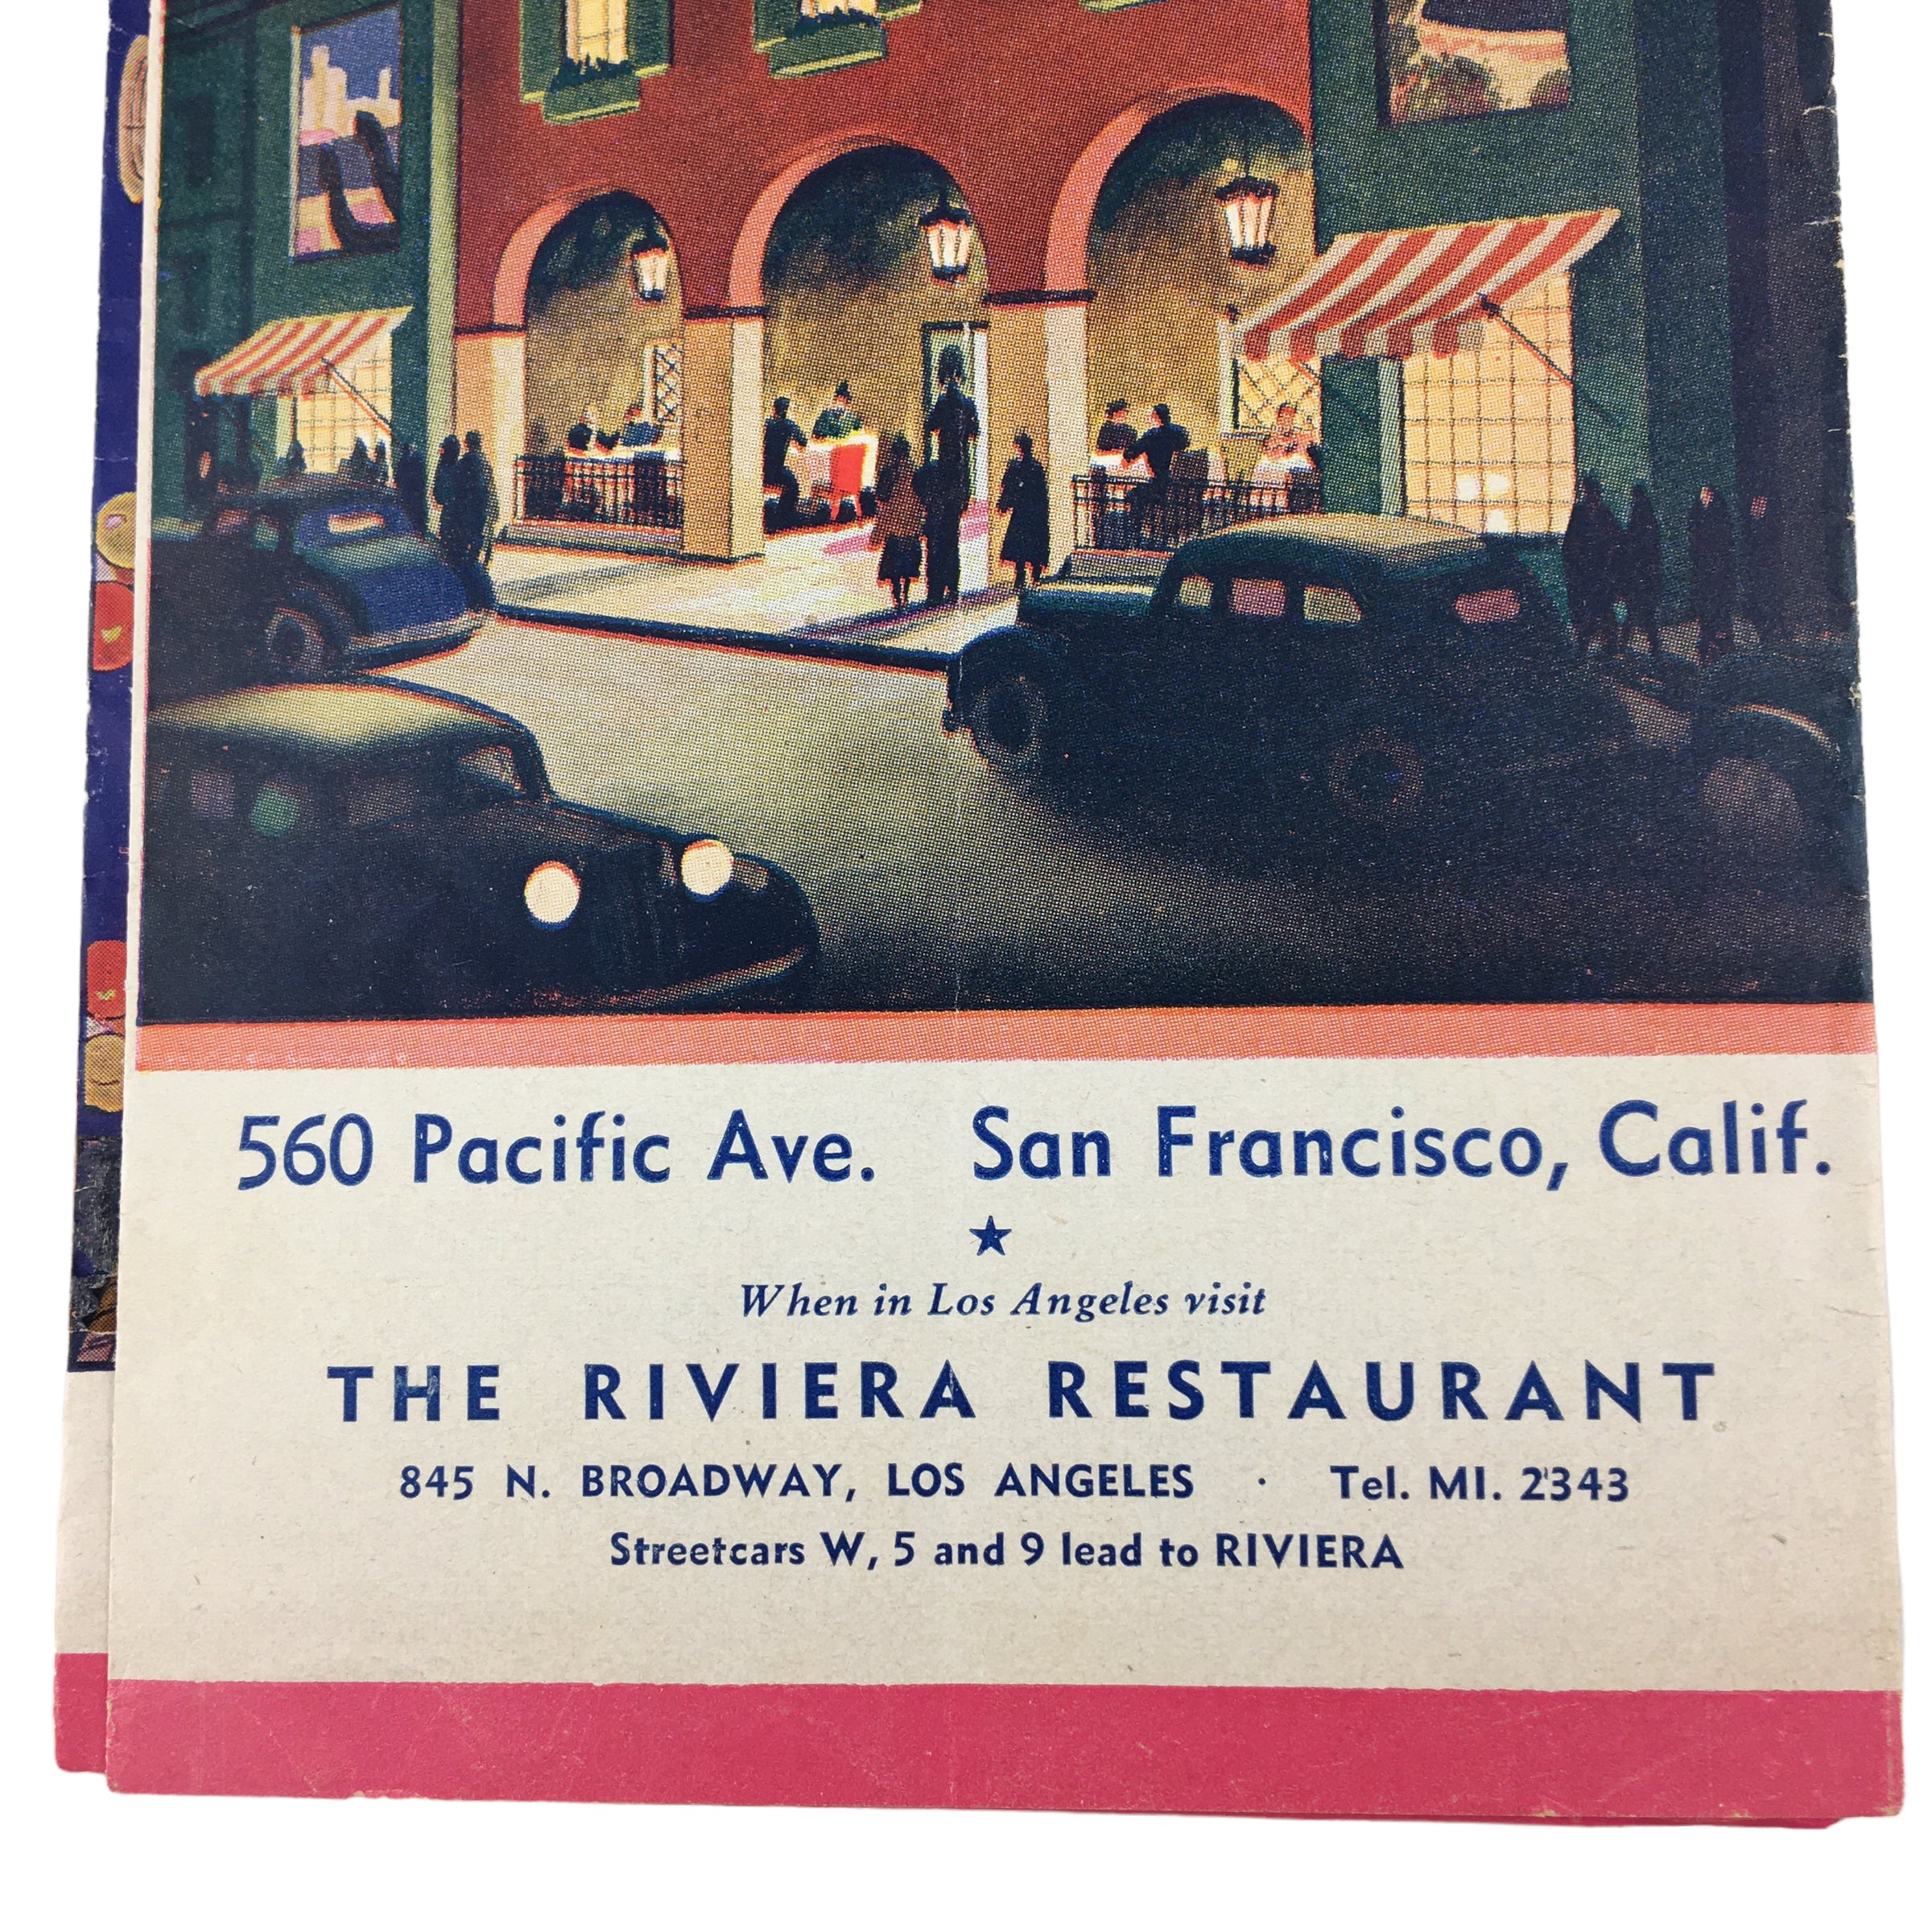 560 Pacific Ave. San Francisco, Calif.
★
When in Los Angeles visit
THE RIVIERA RESTAURANT
845 N. BROADWAY, LOS ANGELES · Tel. MI. 2343
Streetcars W, 5 and 9 lead to RIVIERA